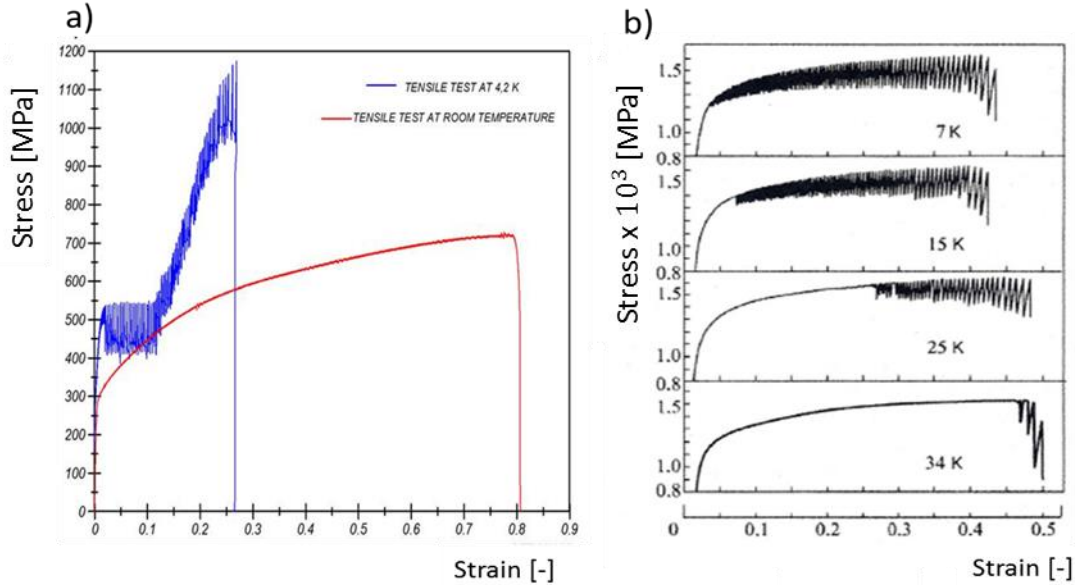 a)
Stress [MPa]
1200
1100
1000
900
800
700
600
500
400
300
200
100
0
TENSILE TEST AT 4,2 K
TENSILE TEST AT ROOM TEMPERATURE
0 0.1 0.2 0.3 0.4 0.5 0.6 0.7 0.8 0.9
Strain [-]
b)
Stress x 10³ [MPa]
1.5
1.0
0.8
7 K
1.5
1.0
0.8
15 K
1.5
1.0
0.8
25 K
1.5
1.0
0.8
34 K
0 0.1 0.2 0.3 0.4 0.5
Strain [-]